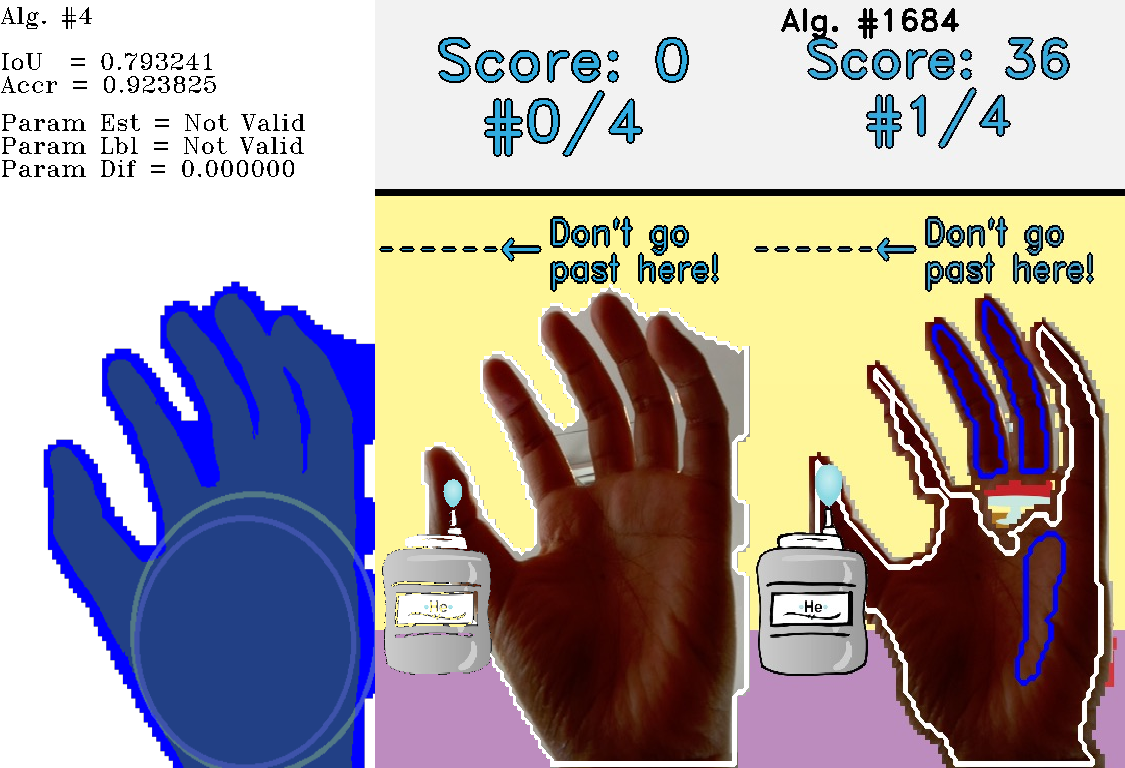 Alg. #4
IoU = 0.793241
Accr = 0.923825
Param Est = Not Valid
Param Lbl = Not Valid
Param Dif = 0.000000
Score: 0
#0/4
Don't go
past here!
He
Alg. #1684
Score: 36
#1/4
Don't go
past here!
He